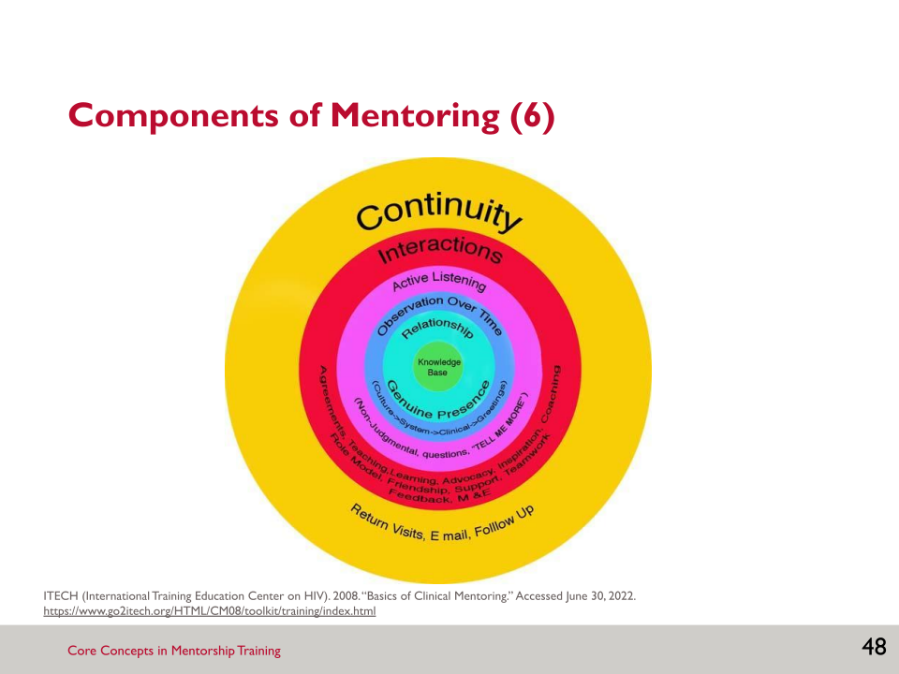 Components of Mentoring (6)
Continuity
Interactions
Active Listening
Observation Over Time
Relationship
Knowledge
Base
Genuine Presence
(Culture->System->Clinical->Greetings)
(Non-Judgmental, questions, "TELL ME MORE")
Agreements, Teaching,Learning, Advocacy, Inspiration, Coaching
Role Model, Friendship, Support, Teamwork
Feedback, M &E
Return Visits, E mail, Folllow Up
ITECH (International Training Education Center on HIV). 2008. “Basics of Clinical Mentoring.” Accessed June 30, 2022.
https://www.go2itech.org/HTML/CM08/toolkit/training/index.html
Core Concepts in Mentorship Training
48